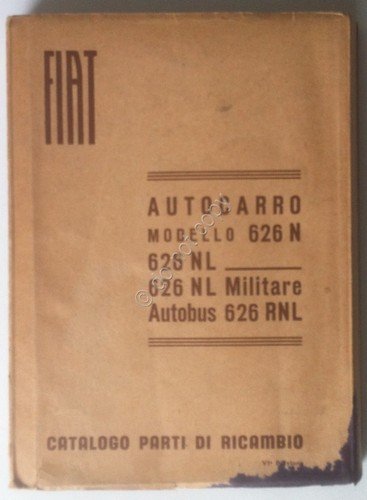 FIAT
AUTOCARRO
MODELLO 626 N
626 NL
626 NL Militare
Autobus 626 RNL
CATALOGO PARTI DI RICAMBIO